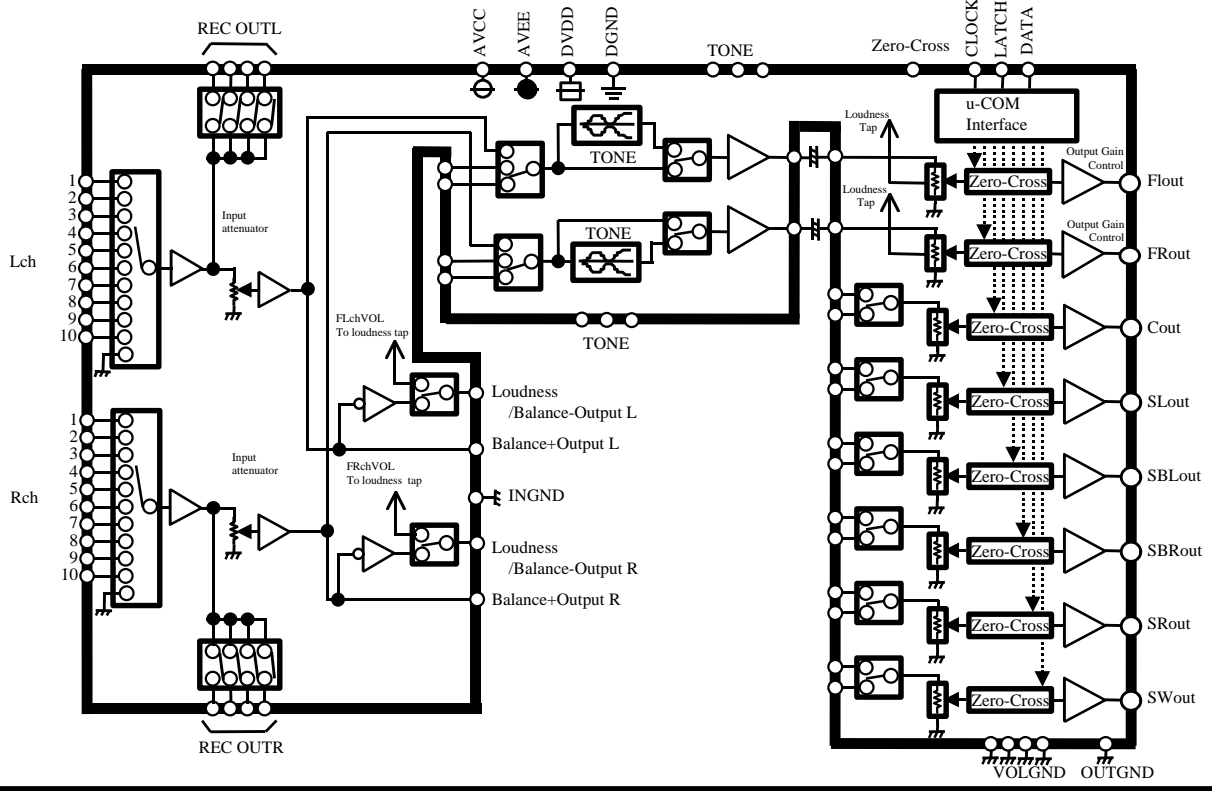 REC OUTL
AVCC
AVEE
DVDD
DGND
TONE
Zero-Cross
CLOCK
LATCH
DATA
u-COM
Interface
Loudness
Tap
Output Gain
Control
TONE
1
2
3
4
5
6
7
8
9
10
Lch
Input
attenuator
Zero-Cross
Flout
Loudness
Tap
Output Gain
Control
TONE
Zero-Cross
FRout
FLchVOL
To loudness tap
TONE
Zero-Cross
Cout
Loudness
/Balance-Output L
Zero-Cross
SLout
1
2
3
4
5
6
7
8
9
10
Rch
Input
attenuator
Balance+Output L
FRchVOL
To loudness tap
INGND
Zero-Cross
SBLout
Loudness
/Balance-Output R
Zero-Cross
SBRout
Balance+Output R
Zero-Cross
SRout
Zero-Cross
SWout
REC OUTR
VOLGND
OUTGND